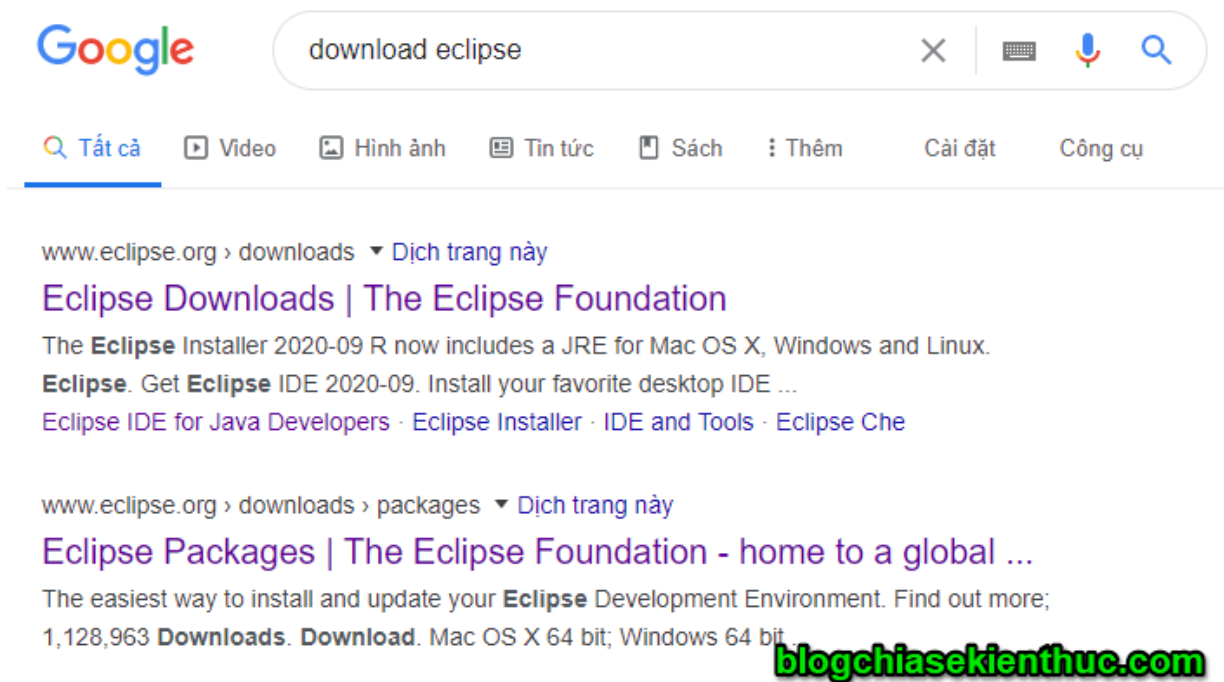 Google download eclipse
Tất cả Video Hình ảnh Tin tức Sách Thêm Cài đặt Công cụ
www.eclipse.org › downloads ▼ Dịch trang này
Eclipse Downloads | The Eclipse Foundation
The Eclipse Installer 2020-09 R now includes a JRE for Mac OS X, Windows and Linux.
Eclipse. Get Eclipse IDE 2020-09. Install your favorite desktop IDE ...
Eclipse IDE for Java Developers · Eclipse Installer · IDE and Tools · Eclipse Che
www.eclipse.org › downloads › packages ▼ Dịch trang này
Eclipse Packages | The Eclipse Foundation - home to a global ...
The easiest way to install and update your Eclipse Development Environment. Find out more;
1,128,963 Downloads. Download. Mac OS X 64 bit; Windows 64 bit ...
blogchiasekienthuc.com